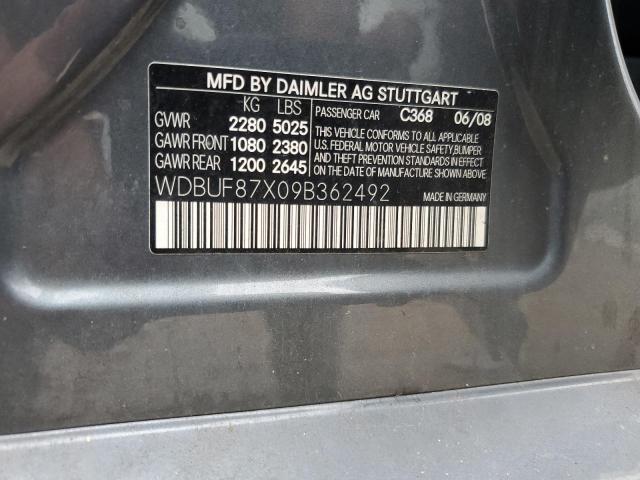 MFD BY DAIMLER AG STUTTGART
KG LBS
GVWR 2280 5025
GAWR FRONT 1080 2380
GAWR REAR 1200 2645
PASSENGER CAR C368 06/08
THIS VEHICLE CONFORMS TO ALL APPLICABLE
U.S. FEDERAL MOTOR VEHICLE SAFETY,BUMPER
AND THEFT PREVENTION STANDARDS IN EFFECT
ON THE DATE OF MANUFACTURE
SHOWN ABOVE
WDBUF87X09B362492
MADE IN GERMANY